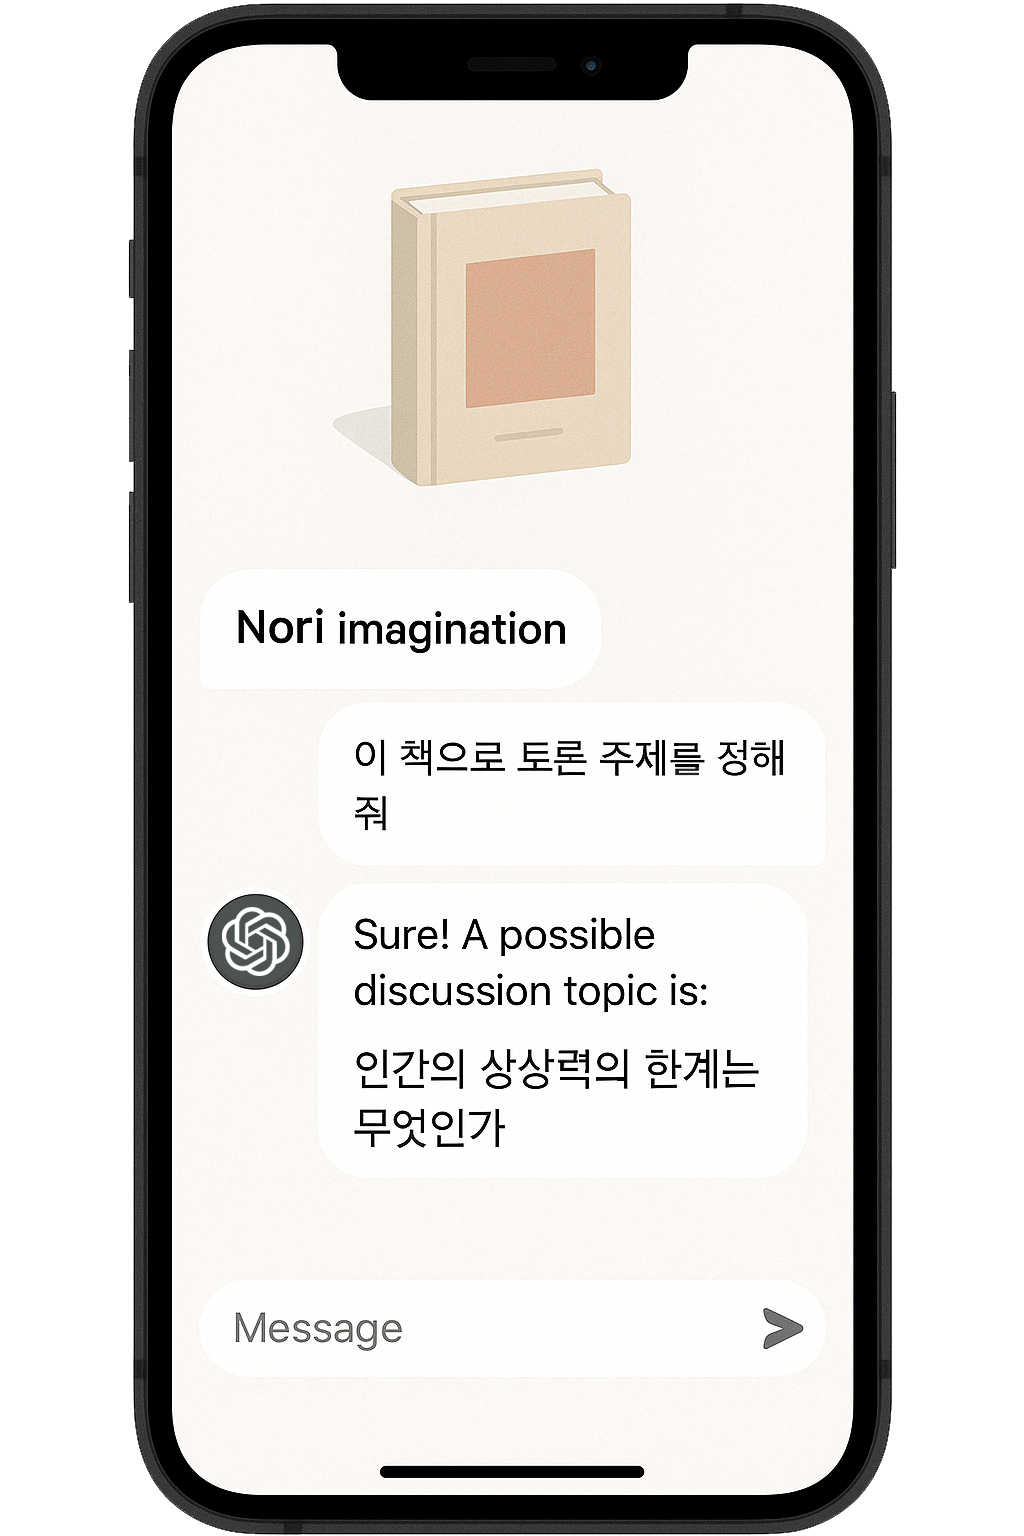 Nori imagination
이 책으로 토론 주제를 정해
줘
Sure! A possible
discussion topic is:
인간의 상상력의 한계는
무엇인가
Message